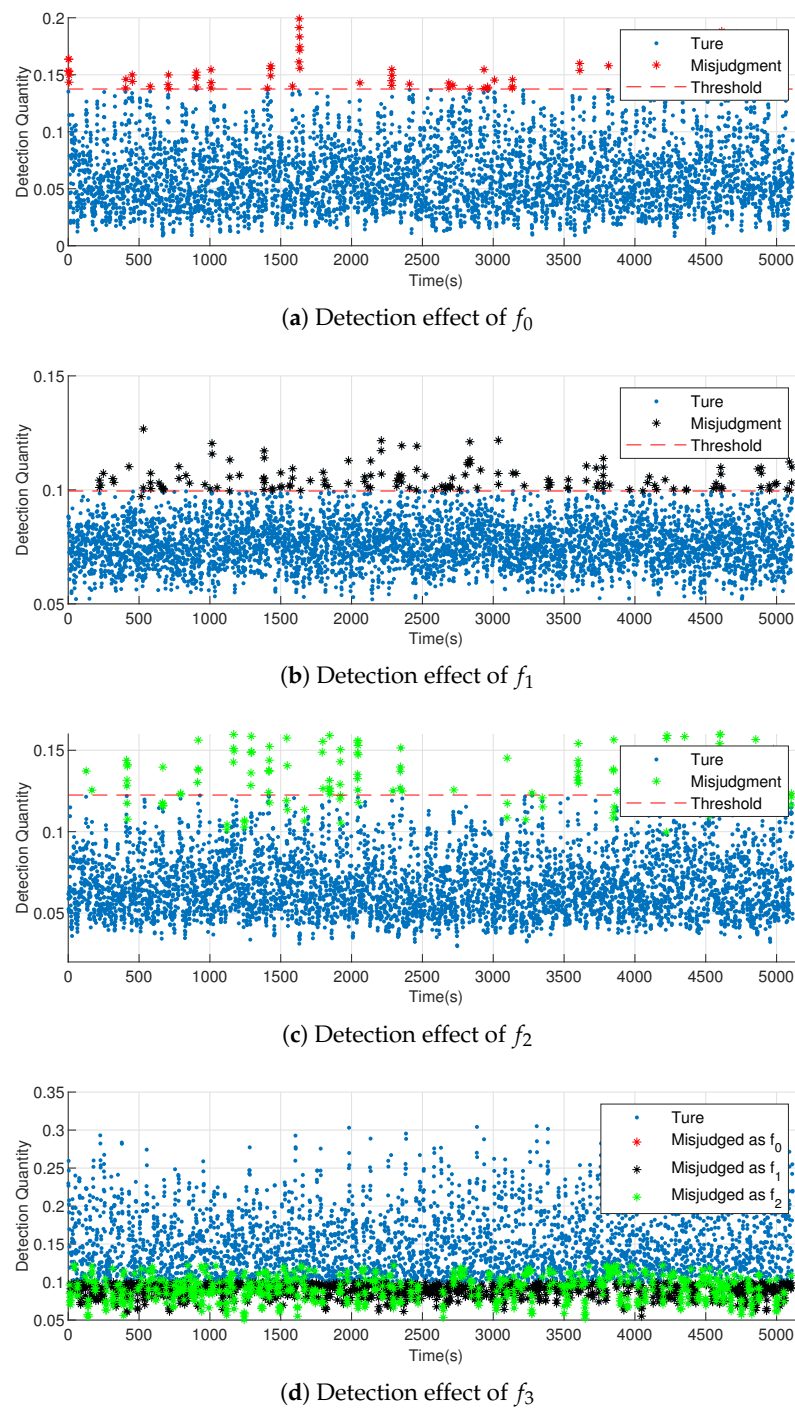 0.2
0.15
0.1
0.05
0
Detection Quantity
Ture
Misjudgment
Threshold
0 500 1000 1500 2000 2500 3000 3500 4000 4500 5000
Time(s)
(a) Detection effect of f0
0.15
0.1
0.05
Detection Quantity
Ture
Misjudgment
Threshold
0 500 1000 1500 2000 2500 3000 3500 4000 4500 5000
Time(s)
(b) Detection effect of f1
0.15
0.1
0.05
Detection Quantity
Ture
Misjudgment
Threshold
0 500 1000 1500 2000 2500 3000 3500 4000 4500 5000
Time(s)
(c) Detection effect of f2
0.35
0.3
0.25
0.2
0.15
0.1
0.05
Detection Quantity
Ture
Misjudged as f0
Misjudged as f1
Misjudged as f2
0 500 1000 1500 2000 2500 3000 3500 4000 4500 5000
Time(s)
(d) Detection effect of f3